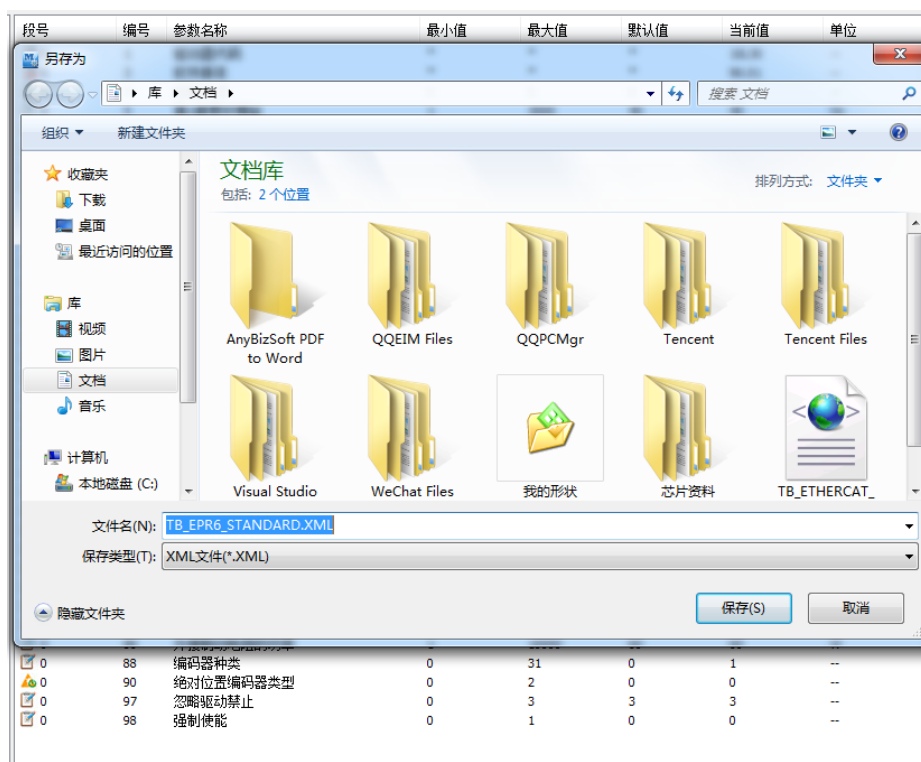 段号 编号 参数名称 最小值 最大值 默认值 当前值 单位
另存为
库 文档
搜索 文档
组织 新建文件夹
收藏夹
下载
桌面
最近访问的位置
库
视频
图片
文档
音乐
计算机
本地磁盘 (C:)
文档库
包括: 2 个位置
排列方式: 文件夹
AnyBizSoft PDF to Word
QQEIM Files
QQPCMgr
Tencent
Tencent Files
Visual Studio
WeChat Files
我的形状
芯片资料
TB_ETHERCAT_
文件名(N): TB_EPR6_STANDARD.XML
保存类型(T): XML文件(*.XML)
隐藏文件夹
保存(S) 取消
0 88 编码器种类 0 31 0 1 --
0 90 绝对位置编码器类型 0 2 0 0 --
0 97 忽略驱动禁止 0 3 3 3 --
0 98 强制使能 0 1 0 0 --